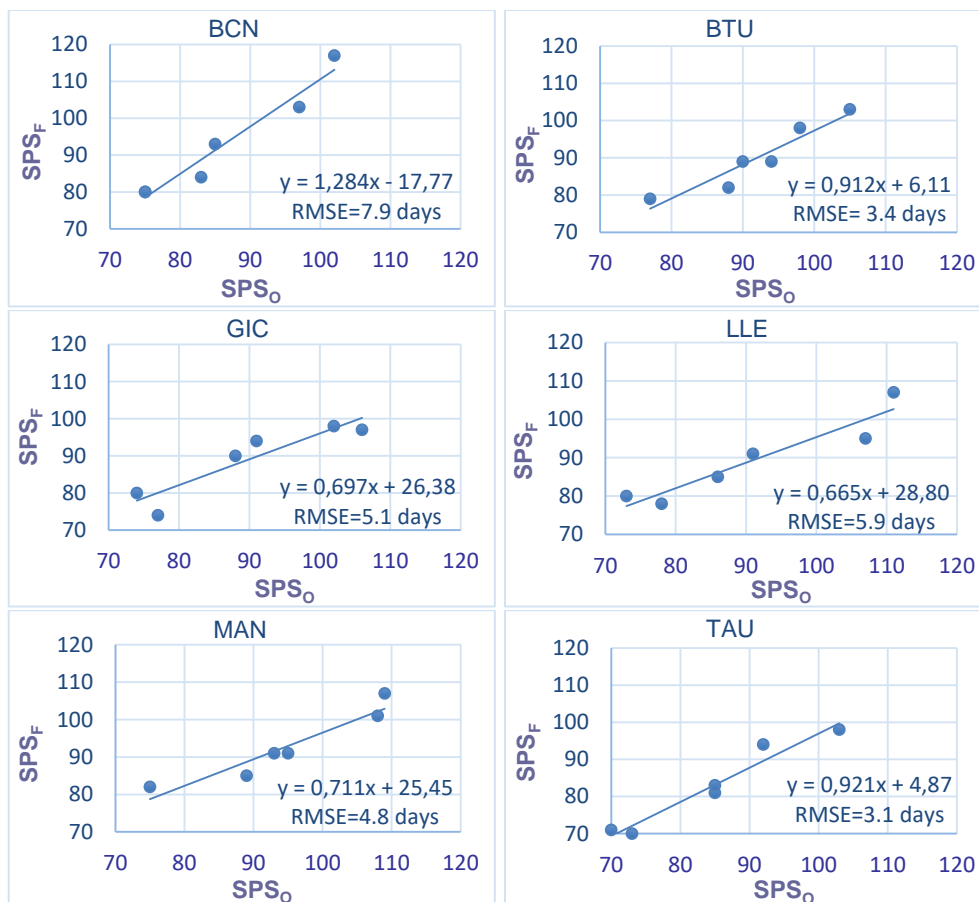 BCN
120
110
100
90
80
70
SPSF
y = 1,284x - 17,77
RMSE=7.9 days
70 80 90 100 110 120
SPSO
BTU
120
110
100
90
80
70
SPSF
y = 0,912x + 6,11
RMSE= 3.4 days
70 80 90 100 110 120
SPSO
GIC
120
110
100
90
80
70
SPSF
y = 0,697x + 26,38
RMSE=5.1 days
70 80 90 100 110 120
SPSO
LLE
120
110
100
90
80
70
SPSF
y = 0,665x + 28,80
RMSE=5.9 days
70 80 90 100 110 120
SPSO
MAN
120
110
100
90
80
70
SPSF
y = 0,711x + 25,45
RMSE=4.8 days
70 80 90 100 110 120
SPSO
TAU
120
110
100
90
80
70
SPSF
y = 0,921x + 4,87
RMSE=3.1 days
70 80 90 100 110 120
SPSO